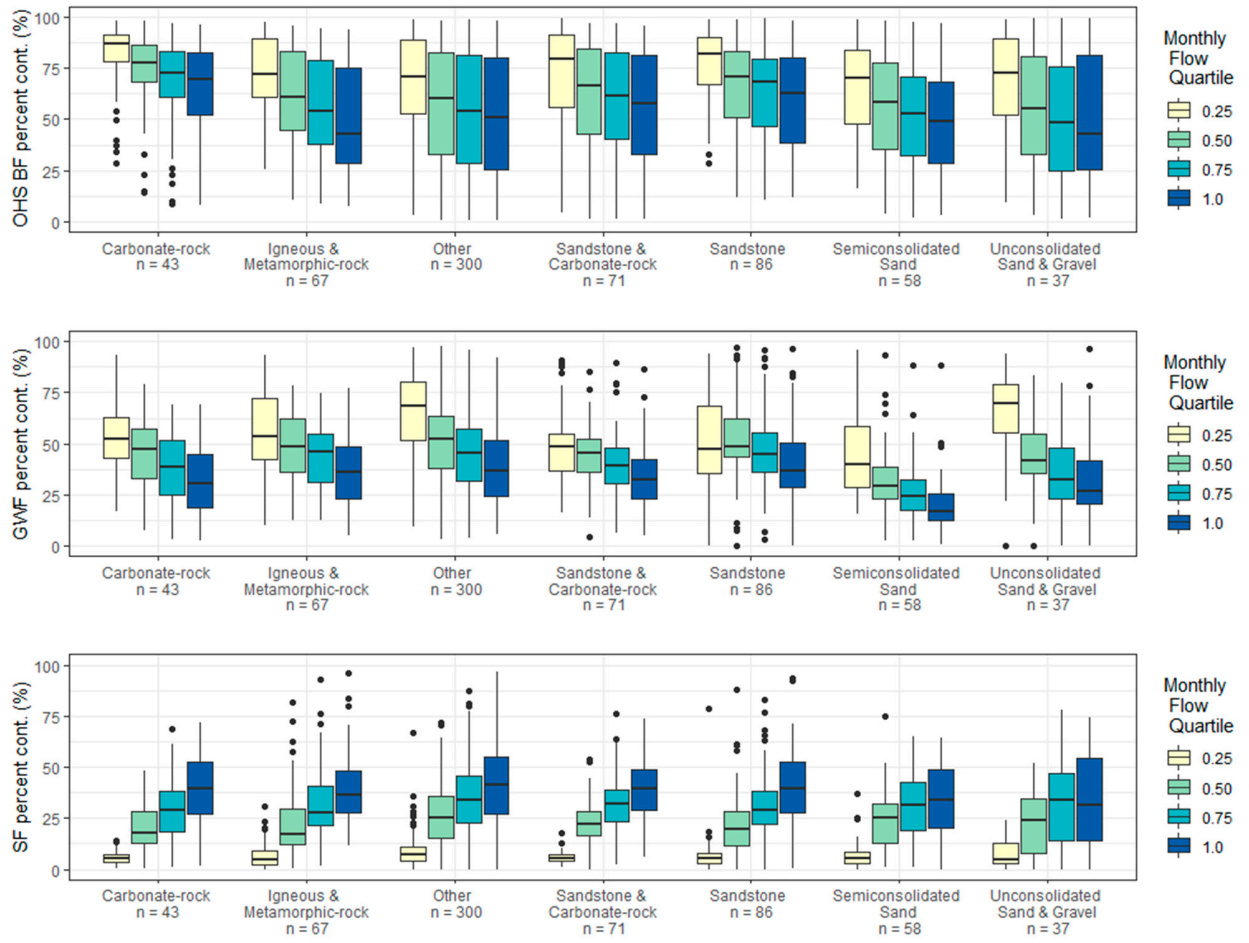 OHS BF percent cont. (%)
100
75
50
25
0
Carbonate-rock
n = 43
Igneous &
Metamorphic-rock
n = 67
Other
n = 300
Sandstone &
Carbonate-rock
n = 71
Sandstone
n = 86
Semiconsolidated
Sand
n = 58
Unconsolidated
Sand & Gravel
n = 37
Monthly
Flow
Quartile
0.25
0.50
0.75
1.0
GWF percent cont. (%)
100
75
50
25
0
Carbonate-rock
n = 43
Igneous &
Metamorphic-rock
n = 67
Other
n = 300
Sandstone &
Carbonate-rock
n = 71
Sandstone
n = 86
Semiconsolidated
Sand
n = 58
Unconsolidated
Sand & Gravel
n = 37
Monthly
Flow
Quartile
0.25
0.50
0.75
1.0
SF percent cont. (%)
100
75
50
25
0
Carbonate-rock
n = 43
Igneous &
Metamorphic-rock
n = 67
Other
n = 300
Sandstone &
Carbonate-rock
n = 71
Sandstone
n = 86
Semiconsolidated
Sand
n = 58
Unconsolidated
Sand & Gravel
n = 37
Monthly
Flow
Quartile
0.25
0.50
0.75
1.0